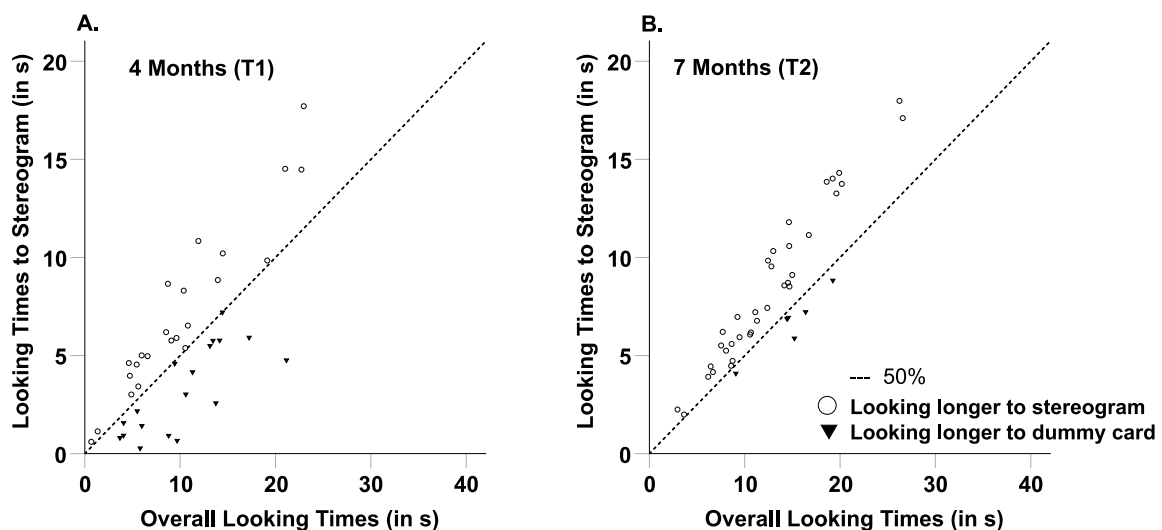 A.
4 Months (T1)
Looking Times to Stereogram (in s)
20
15
10
5
0
0 10 20 30 40
Overall Looking Times (in s)
B.
7 Months (T2)
Looking Times to Stereogram (in s)
20
15
10
5
0
0 10 20 30 40
Overall Looking Times (in s)
50%
Looking longer to stereogram
Looking longer to dummy card